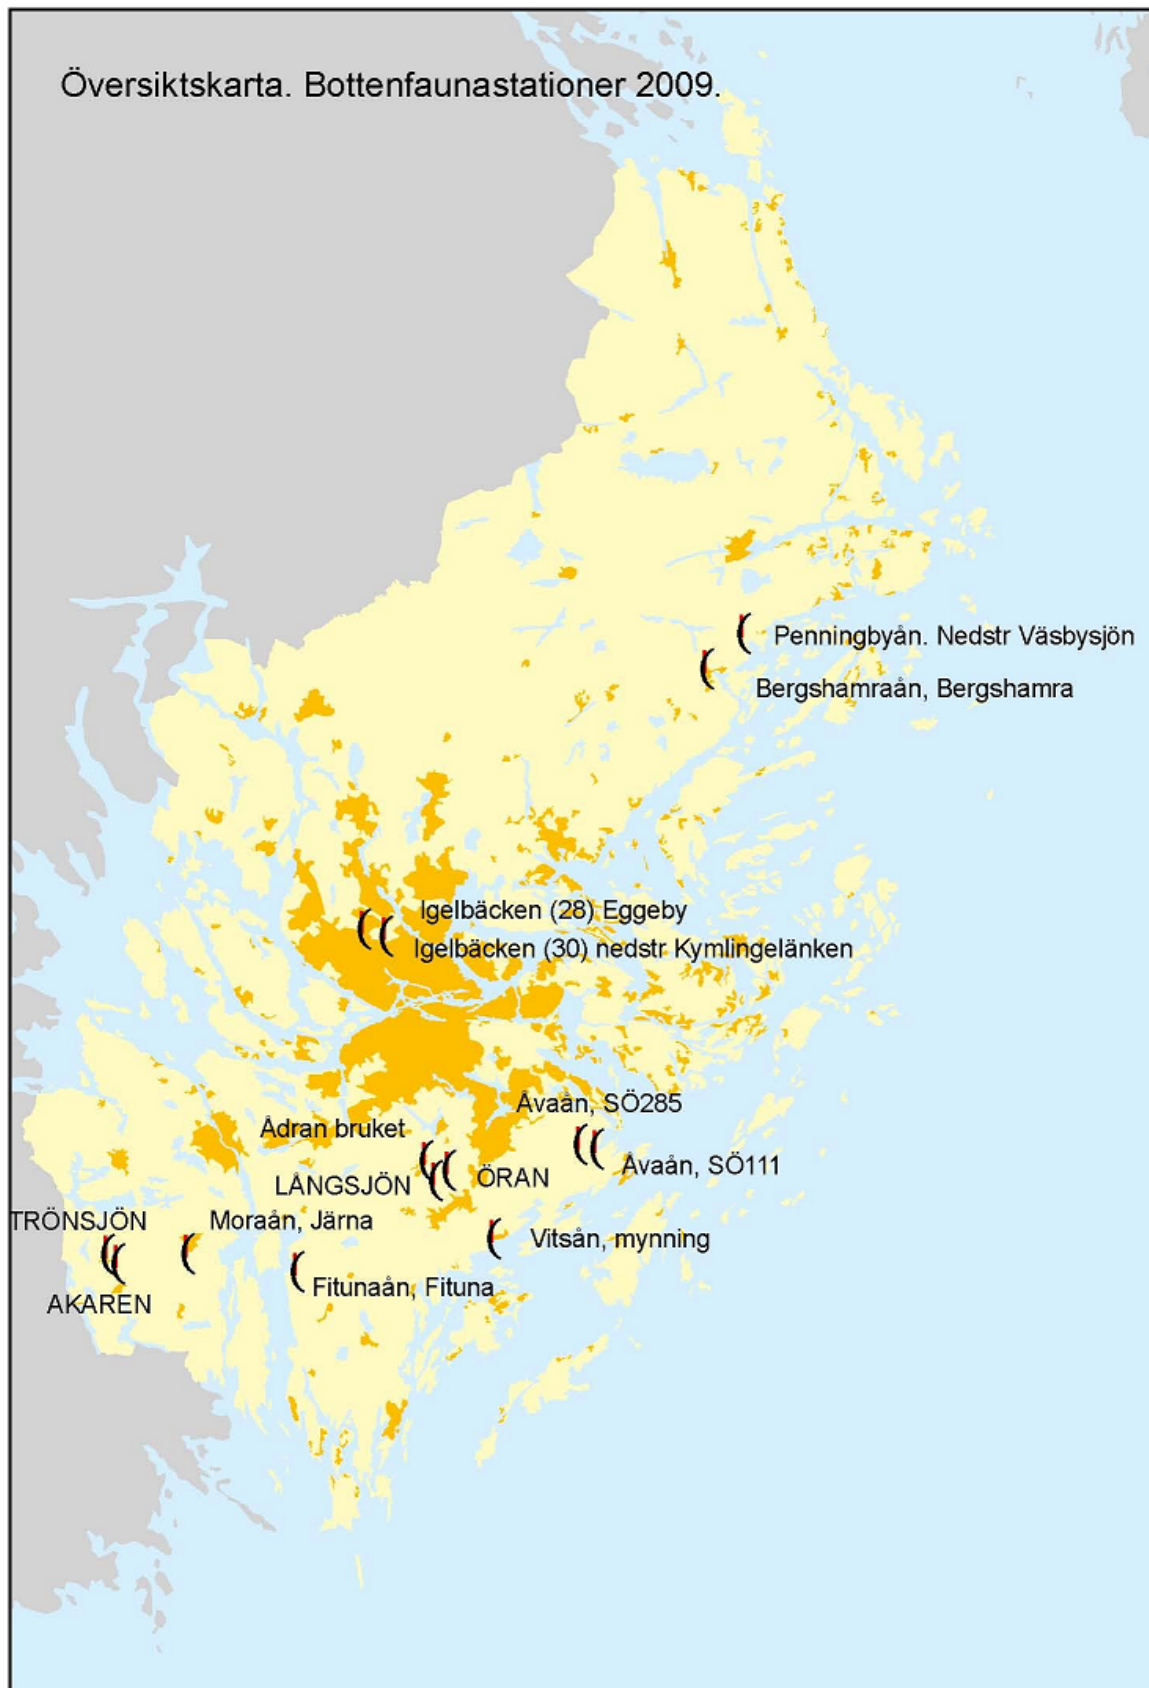 Översiktskarta. Bottenfaunastationer 2009.
Penningbyån. Nedstr Väsbysjön
Bergshamraån, Bergshamra
Igelbäcken (28) Eggeby
Igelbäcken (30) nedstr Kymlingelänken
Åvaån, SÖ285
Ådran bruket
Åvaån, SÖ111
LÅNGSJÖN
ÖRAN
TRÖNSJÖN
Moraån, Järna
Vitsån, mynning
Fitunaån, Fituna
AKAREN